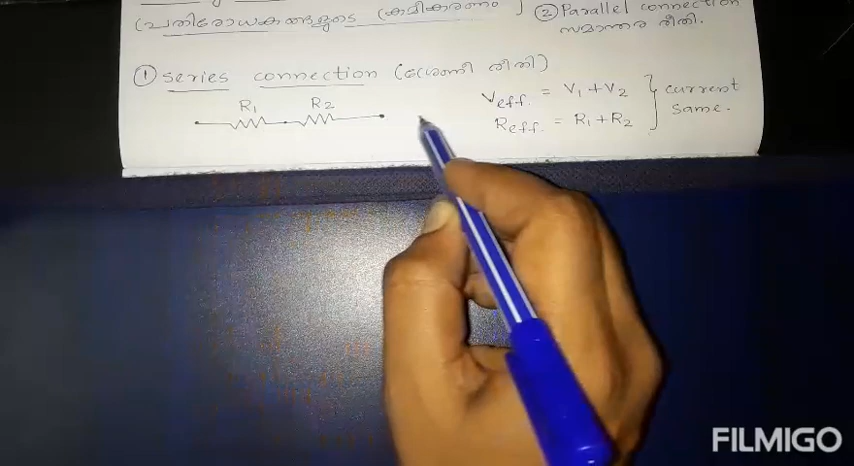 (പ്രതിരോധകങ്ങളുടെ ക്രമീകരണം) ② Parallel connection
സമാന്തര രീതി.
① Series connection (ശ്രേണീ രീതി)
R1 R2
Veff. = V1 + V2
Reff. = R1 + R2
} current
same.
FILMIGO